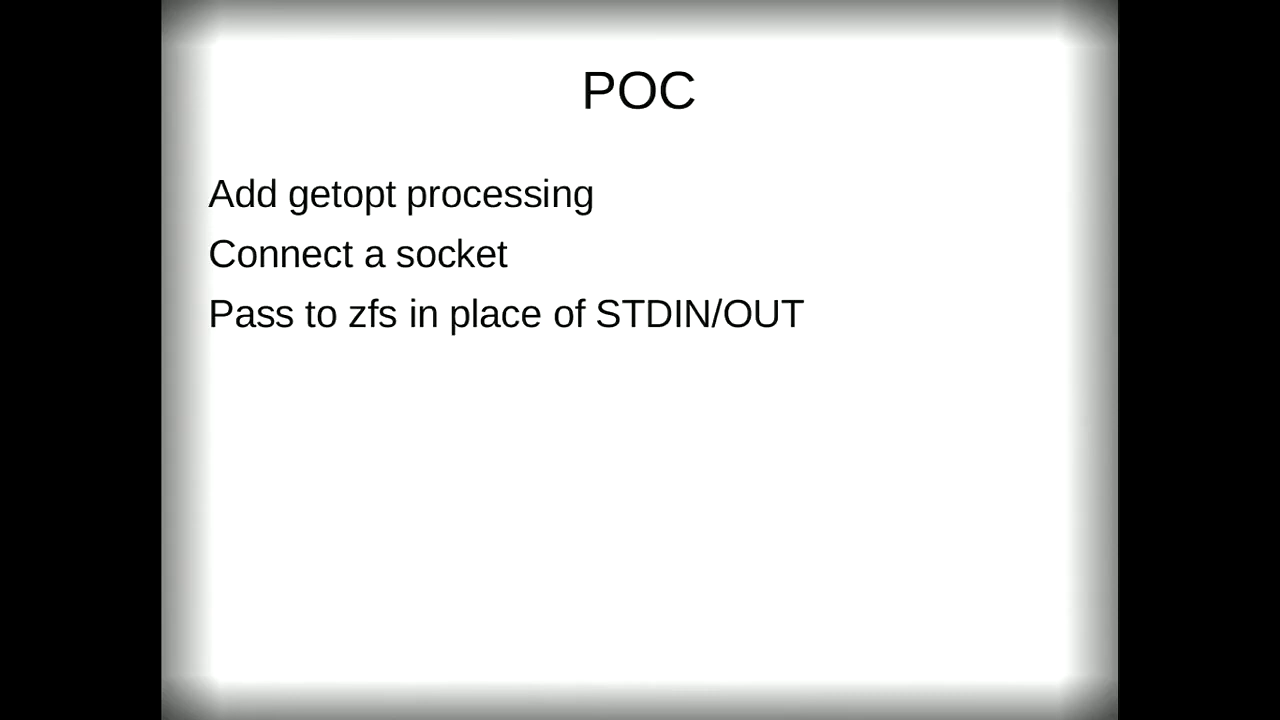 POC
Add getopt processing
Connect a socket
Pass to zfs in place of STDIN/OUT